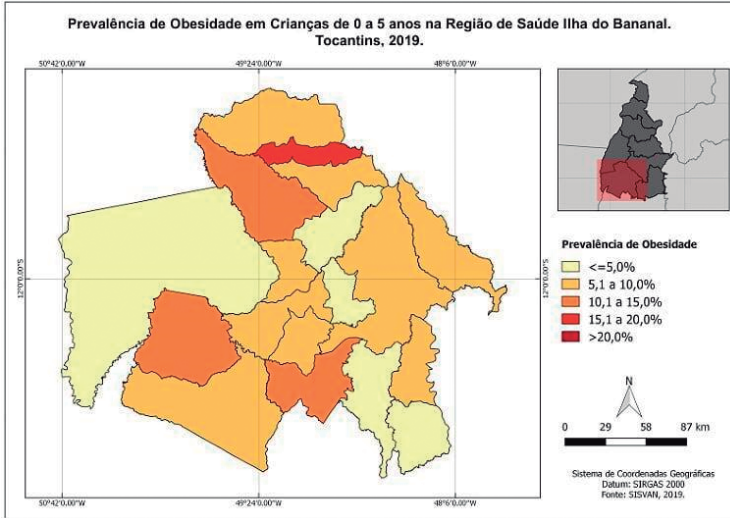 Prevalência de Obesidade em Crianças de 0 a 5 anos na Região de Saúde Ilha do Bananal.
Tocantins, 2019.
50°42'0.00"W
49°24'0.00"W
48°6'0.00"W
12°0'0.00"S
12°0'0.00"S
Prevalência de Obesidade
<=5,0%
5,1 a 10,0%
10,1 a 15,0%
15,1 a 20,0%
>20,0%
N
0 29 58 87 km
Sistema de Coordenadas Geográficas
Datum: SIRGAS 2000
Fonte: SISVAN, 2019.
50°42'0.00"W
49°24'0.00"W
48°6'0.00"W